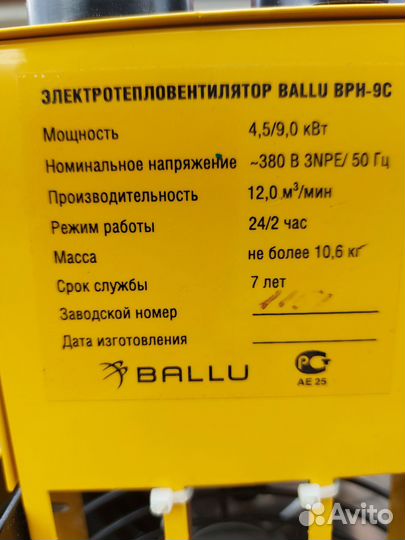 ЭЛЕКТРОТЕПЛОВЕНТИЛЯТОР BALLU BPH-9C
Мощность 4,5/9,0 кВт
Номинальное напряжение ~380 В 3NPE/ 50 Гц
Производительность 12,0 м³/мин
Режим работы 24/2 час
Масса не более 10,6 кг
Срок службы 7 лет
Заводской номер
Дата изготовления
BALLU
РСТ
АЕ 25
Avito